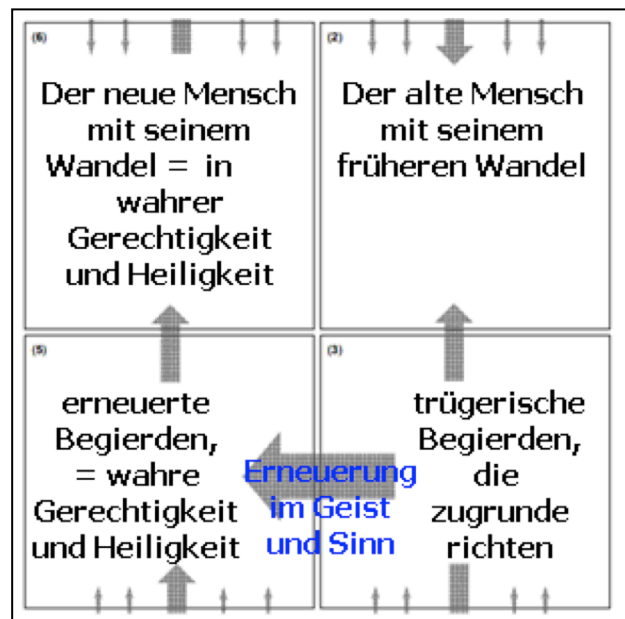 (6)
Der neue Mensch
mit seinem
Wandel = in
wahrer
Gerechtigkeit
und Heiligkeit
(2)
Der alte Mensch
mit seinem
früheren Wandel
(5)
erneuerte
Begierden,
= wahre
Gerechtigkeit
und Heiligkeit
Erneuerung
im Geist
und Sinn
(3)
trügerische
Begierden,
die
zugrunde
richten